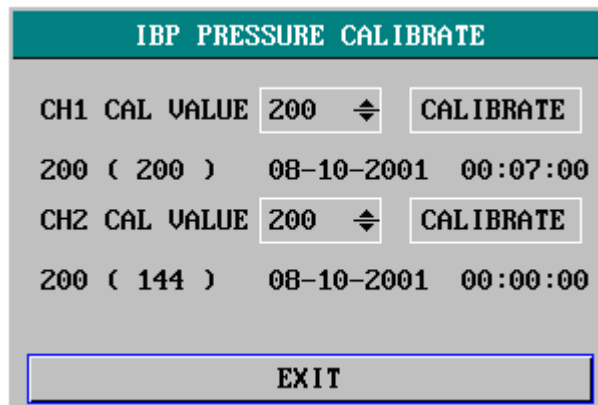 IBP PRESSURE CALIBRATE
CH1 CAL VALUE 200 CALIBRATE
200 ( 200 ) 08-10-2001 00:07:00
CH2 CAL VALUE 200 CALIBRATE
200 ( 144 ) 08-10-2001 00:00:00
EXIT